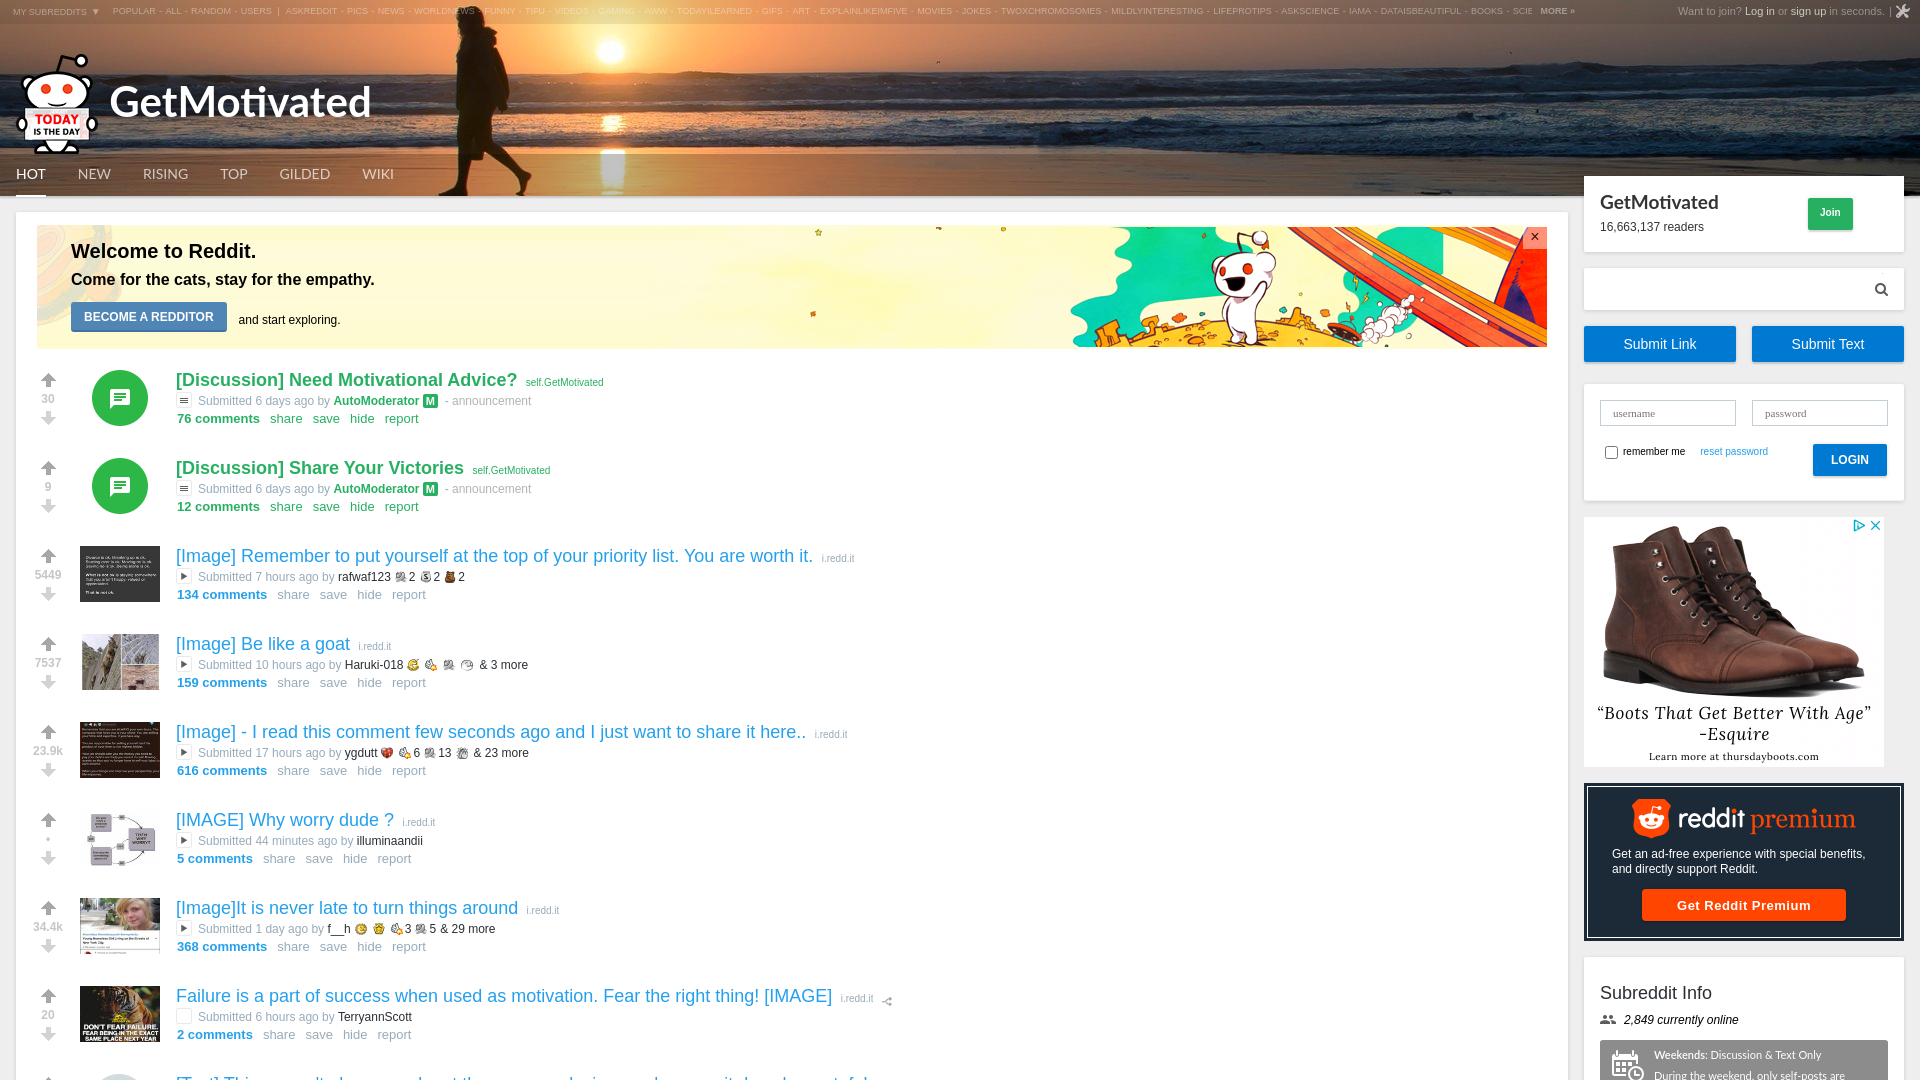 MY SUBREDDITS ▼ POPULAR - ALL - RANDOM - USERS | ASKREDDIT - PICS - NEWS - WORLDNEWS - FUNNY - TIFU - VIDEOS - GAMING - AWW - TODAYILEARNED - GIFS - ART - EXPLAINLIKEIMFIVE - MOVIES - JOKES - TWOXCHROMOSOMES - MILDLYINTERESTING - LIFEPROTIPS - ASKSCIENCE - IAMA - DATAISBEAUTIFUL - BOOKS - SCIE MORE » Want to join? Log in or sign up in seconds. |
TODAY
IS THE DAY
GetMotivated
HOT NEW RISING TOP GILDED WIKI
GetMotivated
16,663,137 readers
Join
Welcome to Reddit.
Come for the cats, stay for the empathy.
BECOME A REDDITOR and start exploring.
×
Submit Link Submit Text
username password
remember me reset password LOGIN
30
[Discussion] Need Motivational Advice? self.GetMotivated
Submitted 6 days ago by AutoModerator M - announcement
76 comments share save hide report
9
[Discussion] Share Your Victories self.GetMotivated
Submitted 6 days ago by AutoModerator M - announcement
12 comments share save hide report
5449
[Image] Remember to put yourself at the top of your priority list. You are worth it. i.redd.it
Submitted 7 hours ago by rafwaf123 2 2 2
134 comments share save hide report
7537
[Image] Be like a goat i.redd.it
Submitted 10 hours ago by Haruki-018 & 3 more
159 comments share save hide report
23.9k
[Image] - I read this comment few seconds ago and I just want to share it here.. i.redd.it
Submitted 17 hours ago by ygdutt 6 13 & 23 more
616 comments share save hide report
•
[IMAGE] Why worry dude ? i.redd.it
Submitted 44 minutes ago by illuminaandii
5 comments share save hide report
34.4k
[Image]It is never late to turn things around i.redd.it
Submitted 1 day ago by f__h 3 5 & 29 more
368 comments share save hide report
20
DON'T FEAR FAILURE.
FEAR BEING IN THE EXACT
SAME PLACE NEXT YEAR
Failure is a part of success when used as motivation. Fear the right thing! [IMAGE] i.redd.it
Submitted 6 hours ago by TerryannScott
2 comments share save hide report
“Boots That Get Better With Age”
-Esquire
Learn more at thursdayboots.com
reddit premium
Get an ad-free experience with special benefits,
and directly support Reddit.
Get Reddit Premium
Subreddit Info
2,849 currently online
Weekends: Discussion & Text Only
During the weekend, only self-posts are